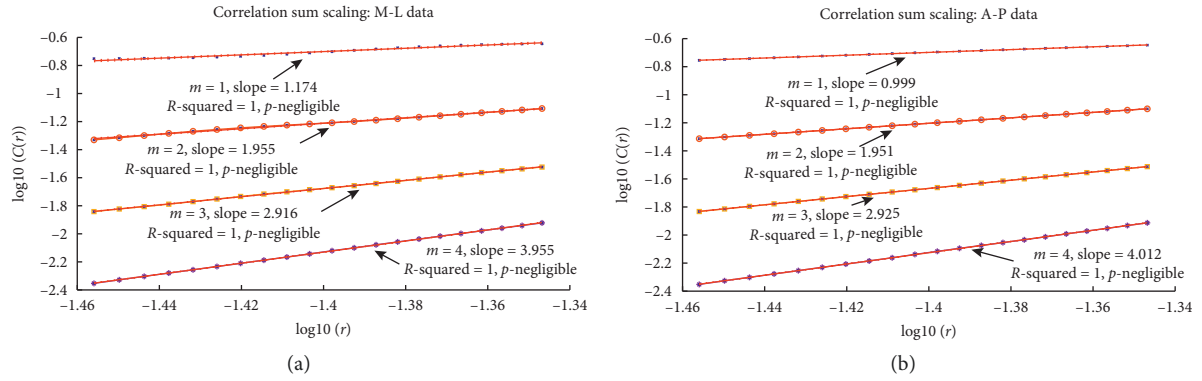 Correlation sum scaling: M-L data
−0.6
−0.8
−1
−1.2
−1.4
−1.6
−1.8
−2
−2.2
−2.4
log10 (C(r))
m = 1, slope = 1.174
R-squared = 1, p-negligible
m = 2, slope = 1.955
R-squared = 1, p-negligible
m = 3, slope = 2.916
R-squared = 1, p-negligible
m = 4, slope = 3.955
R-squared = 1, p-negligible
−1.46 −1.44 −1.42 −1.4 −1.38 −1.36 −1.34
log10 (r)
(a)
Correlation sum scaling: A-P data
−0.6
−0.8
−1
−1.2
−1.4
−1.6
−1.8
−2
−2.2
−2.4
log10 (C(r))
m = 1, slope = 0.999
R-squared = 1, p-negligible
m = 2, slope = 1.951
R-squared = 1, p-negligible
m = 3, slope = 2.925
R-squared = 1, p-negligible
m = 4, slope = 4.012
R-squared = 1, p-negligible
−1.46 −1.44 −1.42 −1.4 −1.38 −1.36 −1.34
log10 (r)
(b)